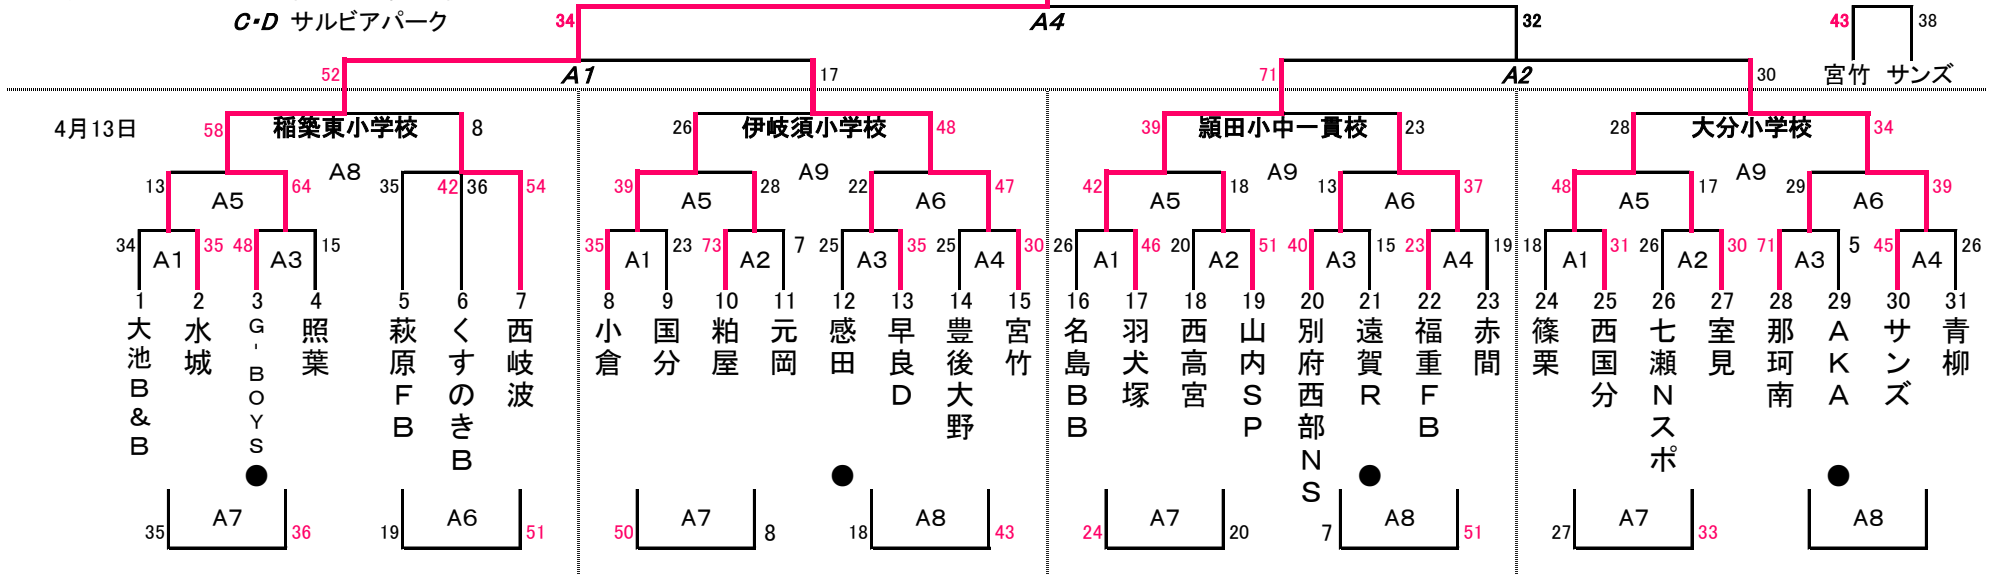 C・D サルビアパーク 34 A4 32 43 38
52 A1 17 71 A2 30 宮竹 サンズ
4月13日 58 稲築東小学校 8 26 伊岐須小学校 48 39 頴田小中一貫校 23 28 大分小学校 34
A8 A9 A9 A9
13 64 35 42 36 54 39 28 22 47 42 18 13 37 48 17 29 39
A5 A5 A6 A5 A6 A5 A6
34 35 48 15 35 23 73 7 25 35 25 30 26 46 20 51 40 15 23 19 18 31 26 30 71 5 45 26
A1 A3 A1 A2 A3 A4 A1 A2 A3 A4 A1 A2 A3 A4
1 2 3 4 5 6 7 8 9 10 11 12 13 14 15 16 17 18 19 20 21 22 23 24 25 26 27 28 29 30 31
大池B&B
水城
G-BOYS
照葉
萩原FB
くすのきB
西岐波
小倉
国分
粕屋
元岡
感田
早良D
豊後大野
宮竹
名島BB
羽犬塚
西高宮
山内SP
別府西部NS
遠賀R
福重FB
赤間
篠栗
西国分
七瀬Nスポ
室見
那珂南
AKA
サンズ
青柳
● ● ● ●
35 A7 36 19 A6 51 50 A7 8 18 A8 43 24 A7 20 7 A8 51 27 A7 33 A8